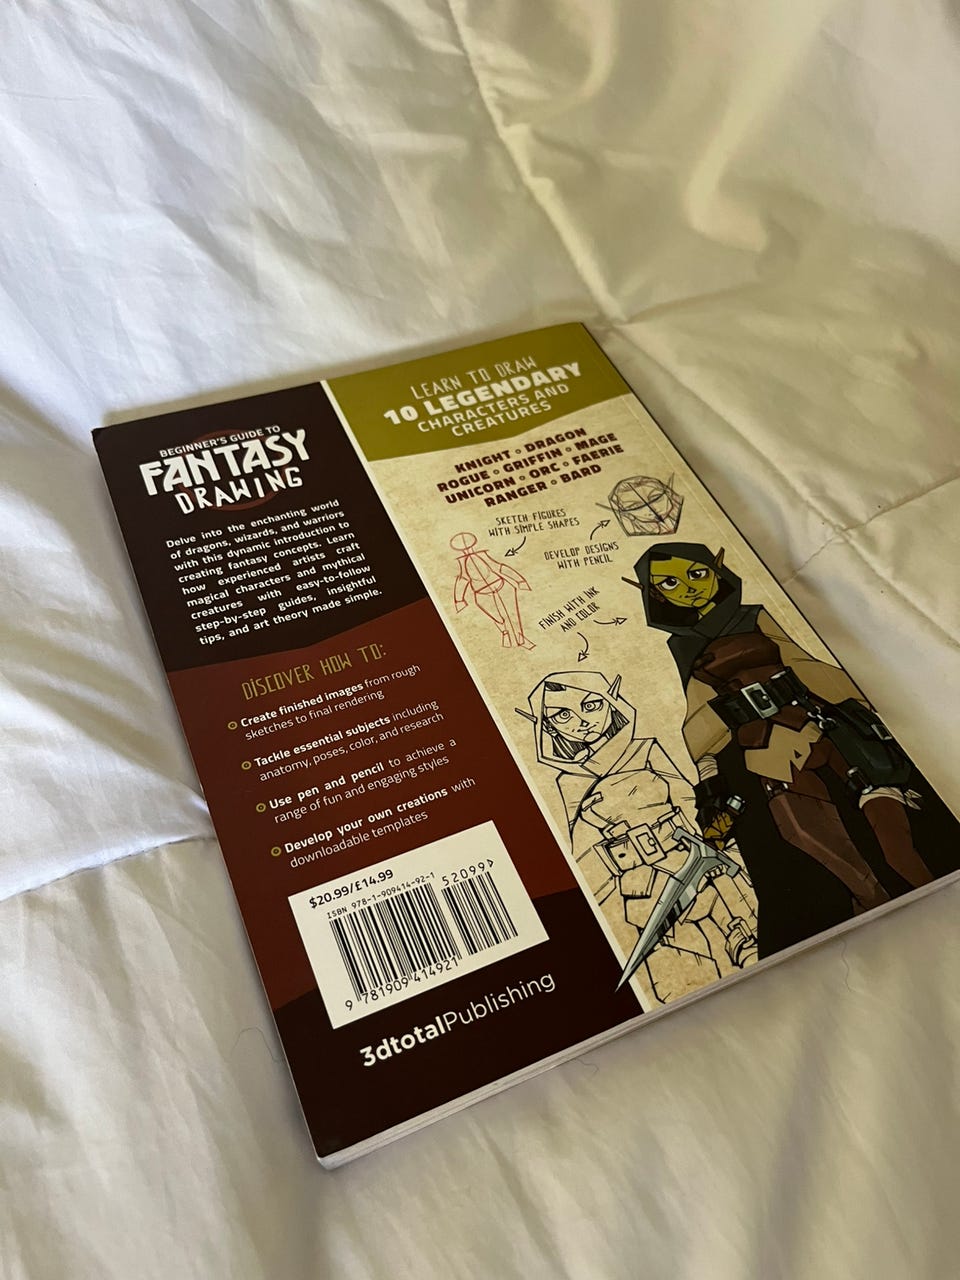 BEGINNER'S GUIDE TO
FANTASY
DRAWING
Delve into the enchanting world
of dragons, wizards, and warriors
with this dynamic introduction to
creating fantasy concepts. Learn
how experienced artists craft
magical characters and mythical
creatures with easy-to-follow
step-by-step guides, insightful
tips, and art theory made simple.
DISCOVER HOW TO:
Create finished images from rough
sketches to final rendering
Tackle essential subjects including
anatomy, poses, color, and research
Use pen and pencil to achieve a
range of fun and engaging styles
Develop your own creations with
downloadable templates
$20.99/£14.99
ISBN 978-1-909414-92-1
52099
9 781909 414921
3dtotalPublishing
LEARN TO DRAW
10 LEGENDARY
CHARACTERS AND
CREATURES
KNIGHT • DRAGON
ROGUE • GRIFFIN • MAGE
UNICORN • ORC • FAERIE
RANGER • BARD
SKETCH FIGURES
WITH SIMPLE SHAPES
DEVELOP DESIGNS
WITH PENCIL
FINISH WITH INK
AND COLOR